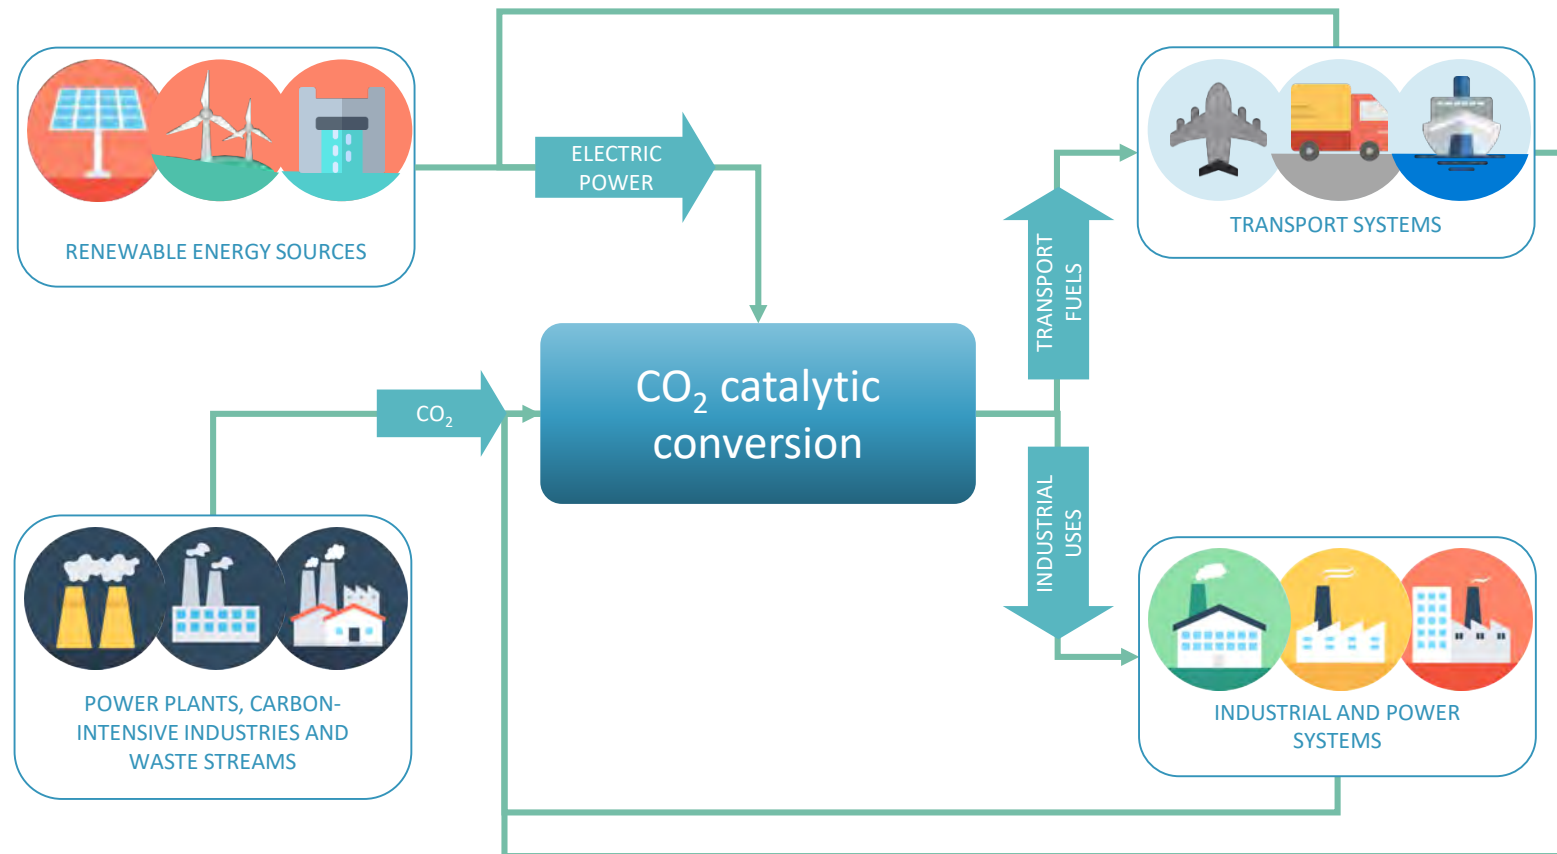 RENEWABLE ENERGY SOURCES
ELECTRIC
POWER
TRANSPORT SYSTEMS
TRANSPORT
FUELS
CO₂
CO₂ catalytic
conversion
INDUSTRIAL
USES
POWER PLANTS, CARBON-
INTENSIVE INDUSTRIES AND
WASTE STREAMS
INDUSTRIAL AND POWER
SYSTEMS